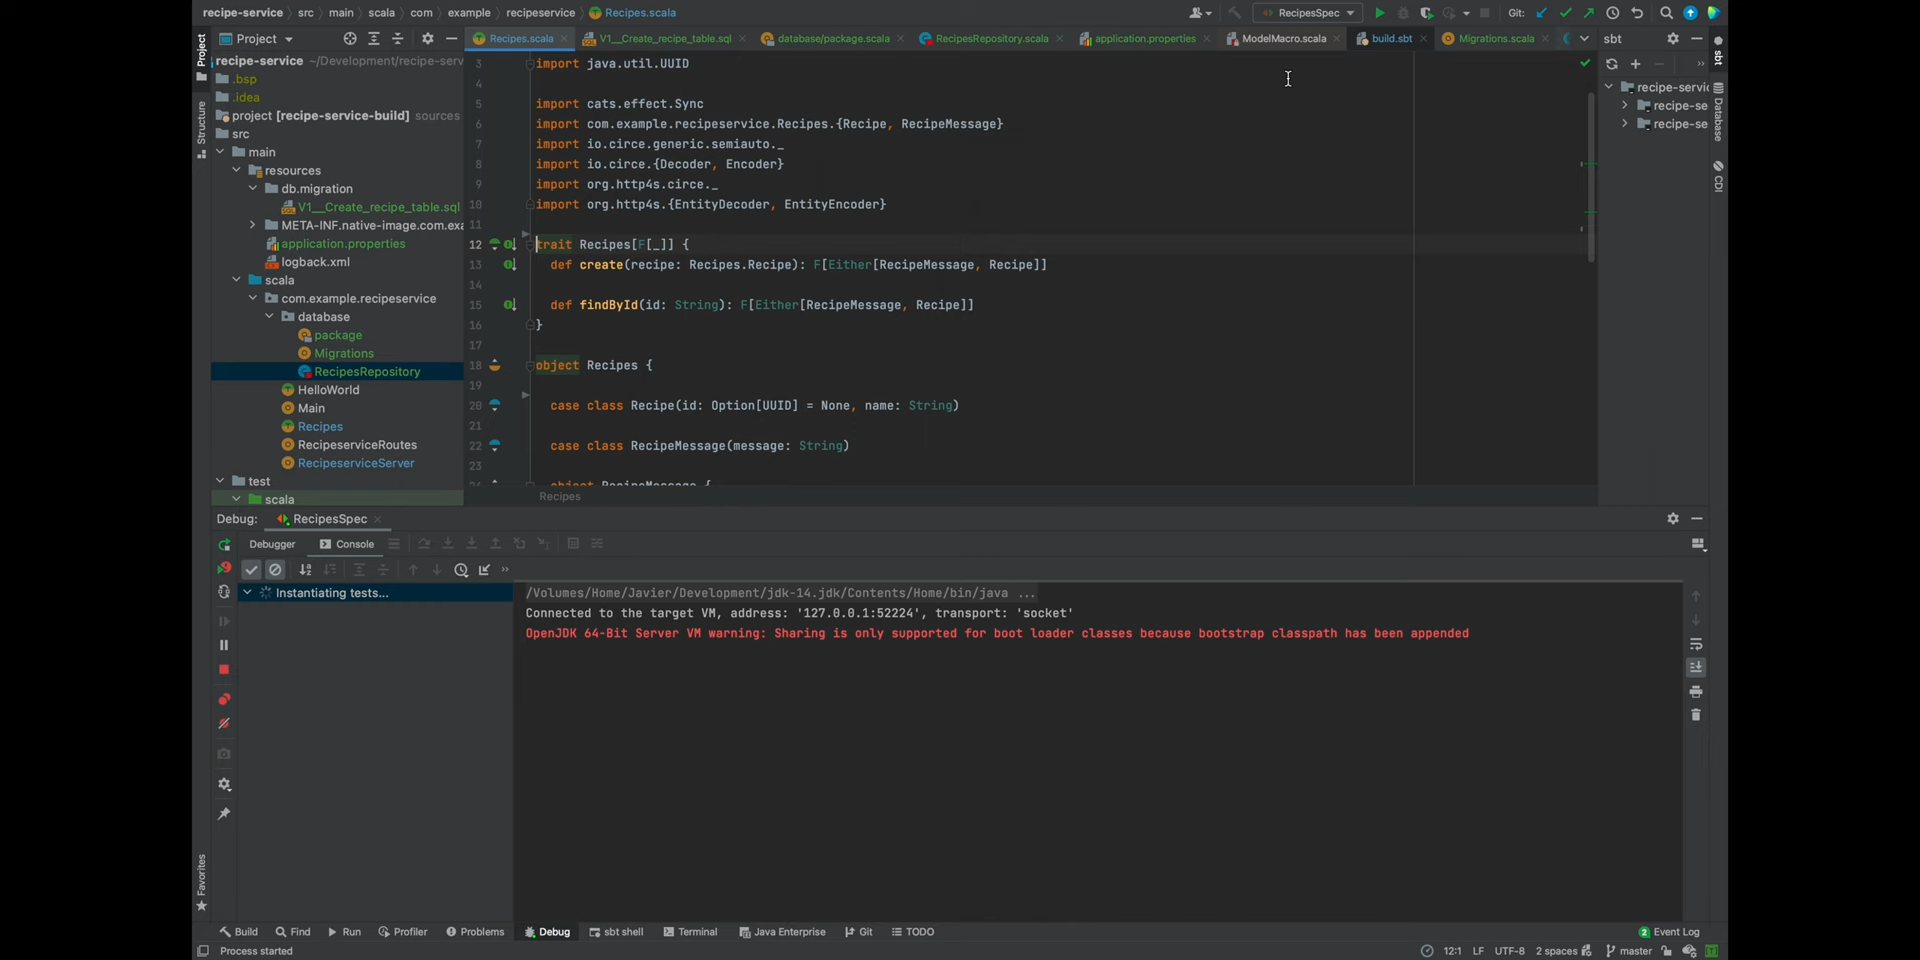 recipe-service › src › main › scala › com › example › recipeservice › Recipes.scala
RecipesSpec
Git:
Project
Recipes.scala
V1__Create_recipe_table.sql
database/package.scala
RecipesRepository.scala
application.properties
ModelMacro.scala
build.sbt
Migrations.scala
sbt
Project
Structure
Favorites
recipe-service ~/Development/recipe-serv
.bsp
.idea
project [recipe-service-build] sources
src
main
resources
db.migration
V1__Create_recipe_table.sql
META-INF.native-image.com.exa
application.properties
logback.xml
scala
com.example.recipeservice
database
package
Migrations
RecipesRepository
HelloWorld
Main
Recipes
RecipeserviceRoutes
RecipeserviceServer
test
scala
3 import java.util.UUID
4
5 import cats.effect.Sync
6 import com.example.recipeservice.Recipes.{Recipe, RecipeMessage}
7 import io.circe.generic.semiauto._
8 import io.circe.{Decoder, Encoder}
9 import org.http4s.circe._
10 import org.http4s.{EntityDecoder, EntityEncoder}
11
12 trait Recipes[F[_]] {
13 def create(recipe: Recipes.Recipe): F[Either[RecipeMessage, Recipe]]
14
15 def findById(id: String): F[Either[RecipeMessage, Recipe]]
16 }
17
18 object Recipes {
19
20 case class Recipe(id: Option[UUID] = None, name: String)
21
22 case class RecipeMessage(message: String)
23
object RecipeMessage {
Recipes
recipe-servic
recipe-se
recipe-se
sbt
Database
CDI
Debug: RecipesSpec
Debugger Console
Instantiating tests...
/Volumes/Home/Javier/Development/jdk-14.jdk/Contents/Home/bin/java ...
Connected to the target VM, address: '127.0.0.1:52224', transport: 'socket'
OpenJDK 64-Bit Server VM warning: Sharing is only supported for boot loader classes because bootstrap classpath has been appended
Build Find Run Profiler Problems Debug sbt shell Terminal Java Enterprise Git TODO
2 Event Log
Process started
12:1 LF UTF-8 2 spaces master